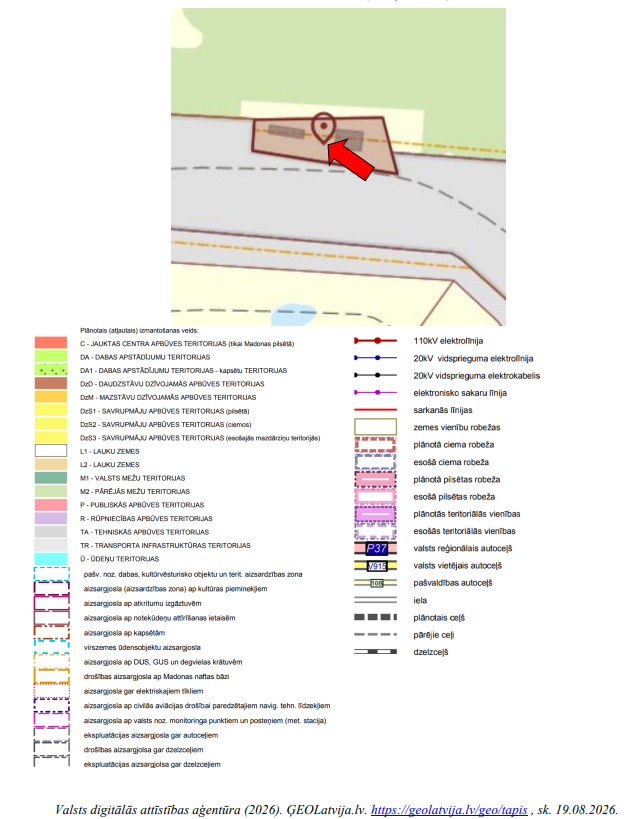 Plānotais (atļautais) izmantošanas veids:
C - JAUKTAS CENTRA APBŪVES TERITORIJAS (tikai Madonas pilsētā)
DA - DABAS APSTĀDĪJUMU TERITORIJAS
DA1 - DABAS APSTĀDĪJUMU TERITORIJAS - kapsētu TERITORIJAS
DzD - DAUDZSTĀVU DZĪVOJAMĀS APBŪVES TERITORIJAS
DzM - MAZSTĀVU DZĪVOJAMĀS APBŪVES TERITORIJAS
DzS1 - SAVRUPMĀJU APBŪVES TERITORIJAS (pilsētā)
DzS2 - SAVRUPMĀJU APBŪVES TERITORIJAS (ciemos)
DzS3 - SAVRUPMĀJU APBŪVES TERITORIJAS (esošajās mazdārziņu teritorijās)
L1 - LAUKU ZEMES
L2 - LAUKU ZEMES
M1 - VALSTS MEŽU TERITORIJAS
M2 - PĀRĒJĀS MEŽU TERITORIJAS
P - PUBLISKĀS APBŪVES TERITORIJAS
R - RŪPNIECĪBAS APBŪVES TERITORIJAS
TA - TEHNISKĀS APBŪVES TERITORIJAS
TR - TRANSPORTA INFRASTRUKTŪRAS TERITORIJAS
Ū - ŪDEŅU TERITORIJAS
pašv. noz. dabas, kultūrvēsturisko objektu un terit. aizsardzības zona
aizsargjosla (aizsardzības zona) ap kultūras pieminekļiem
aizsargjosla ap atkritumu izgāztuvēm
aizsargjosla ap notekūdeņu attīrīšanas ietaisēm
aizsargjosla ap kapsētām
virszemes ūdensobjektu aizsargjosla
aizsargjosla ap DUS, GUS un degvielas krātuvēm
drošības aizsargjosla ap Madonas naftas bāzi
aizsargjosla gar elektriskajiem tīkliem
aizsargjosla ap civilās aviācijas drošībai paredzētajiem navig. tehn. līdzekļiem
aizsargjosla ap valsts noz. monitoringa punktiem un posteņiem (met. stacija)
ekspluatācijas aizsargjosla gar autoceļiem
drošības aizsargjolsa gar dzelzceļiem
ekspluatācijas aizsargjolsa gar dzelzceļiem
110kV elektrolīnija
20kV vidsprieguma elektrolīnija
20kV vidsprieguma elektrokabelis
elektronisko sakaru līnija
sarkanās līnijas
zemes vienību robežas
plānotā ciema robeža
esošā ciema robeža
plānotā pilsētas robeža
esošā pilsētas robeža
plānotās teritoriālās vienības
esošās teritoriālās vienības
P37 valsts reģionālais autoceļš
V915 valsts vietējais autoceļš
108 pašvaldības autoceļš
iela
plānotais ceļš
pārējie ceļi
dzelzceļš
Valsts digitālās attīstības aģentūra (2026). ĢEOLatvija.lv. https://geolatvija.lv/geo/tapis , sk. 19.08.2026.